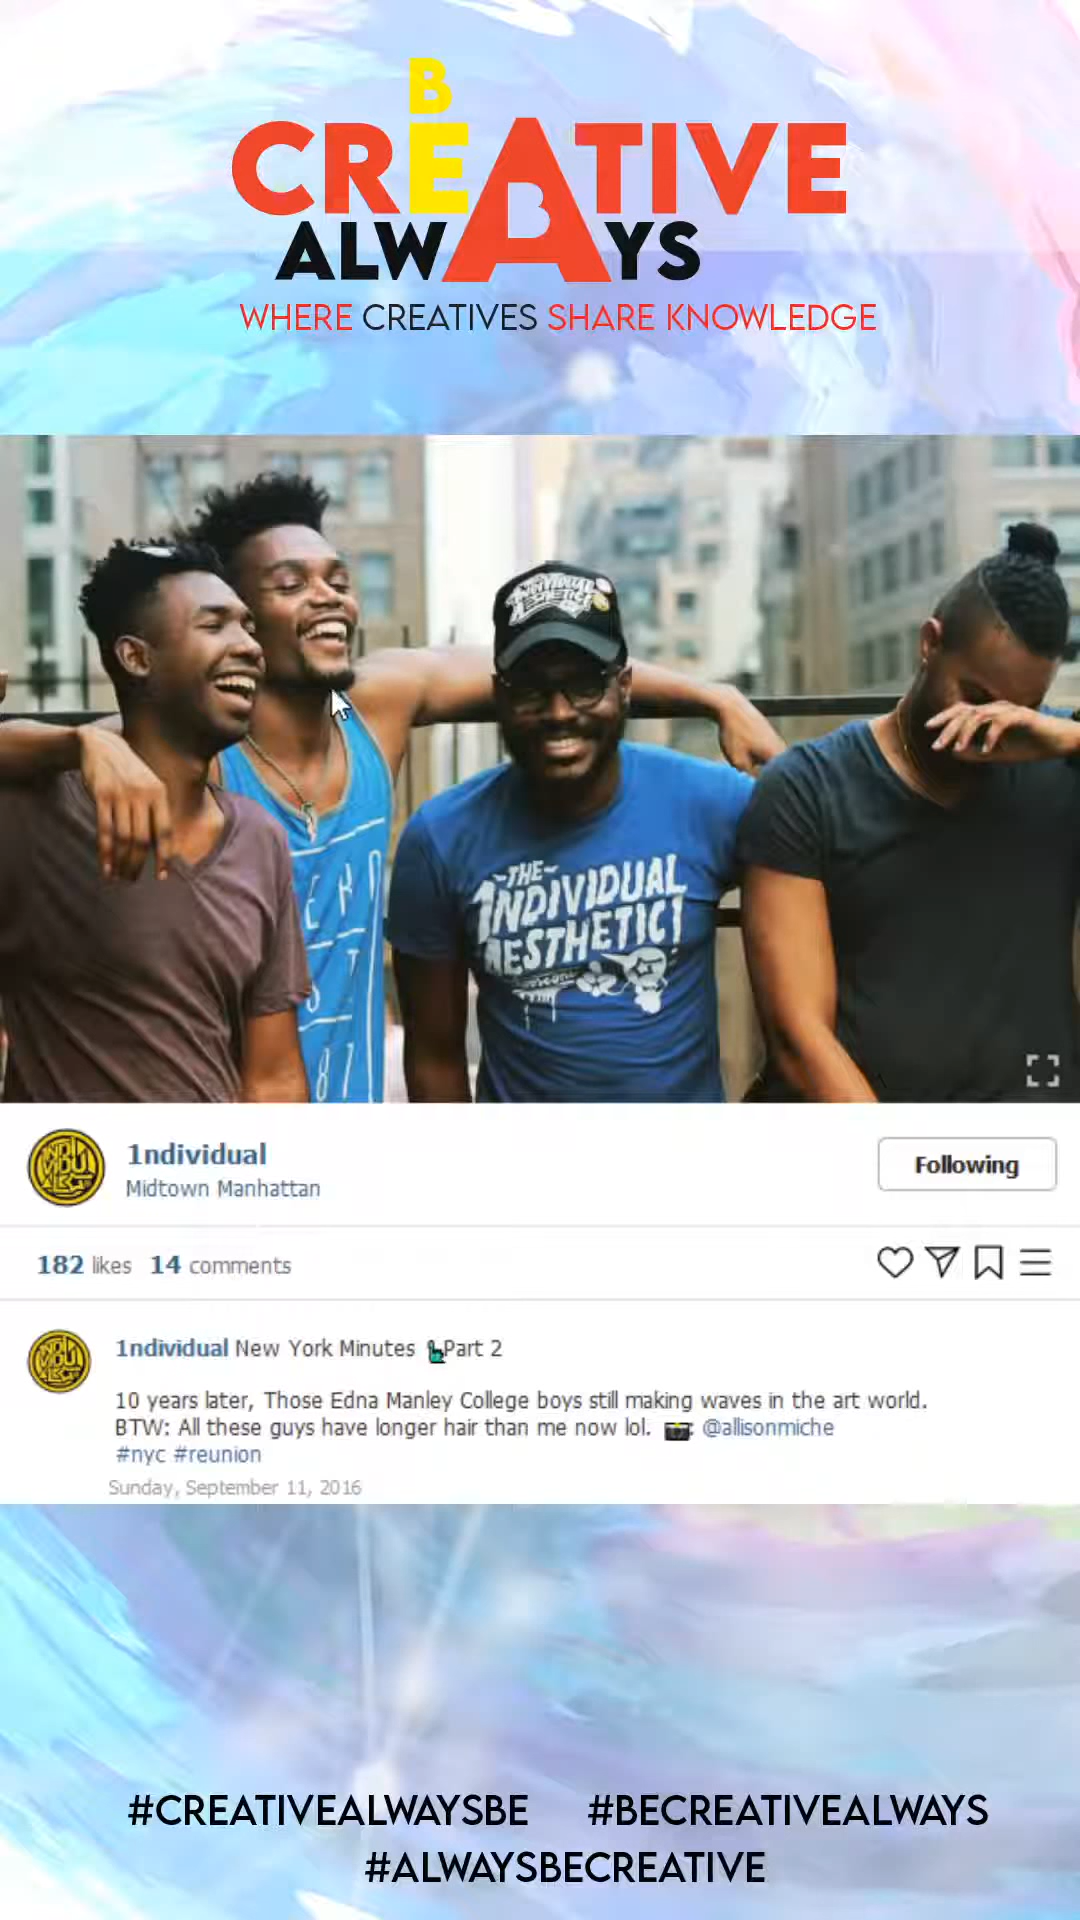 B
CREATIVE
ALWAYS
B
WHERE CREATIVES SHARE KNOWLEDGE
1NDIVIDUAL
AESTHETIC!
-THE-
1NDIVIDUAL
AESTHETIC!
1ndividual
Midtown Manhattan
Following
182 likes 14 comments
1ndividual New York Minutes Part 2
10 years later, Those Edna Manley College boys still making waves in the art world.
BTW: All these guys have longer hair than me now lol. 📷: @allisonmiche
#nyc #reunion
Sunday, September 11, 2016
#CREATIVEALWAYSBE #BECREATIVEALWAYS
#ALWAYSBECREATIVE